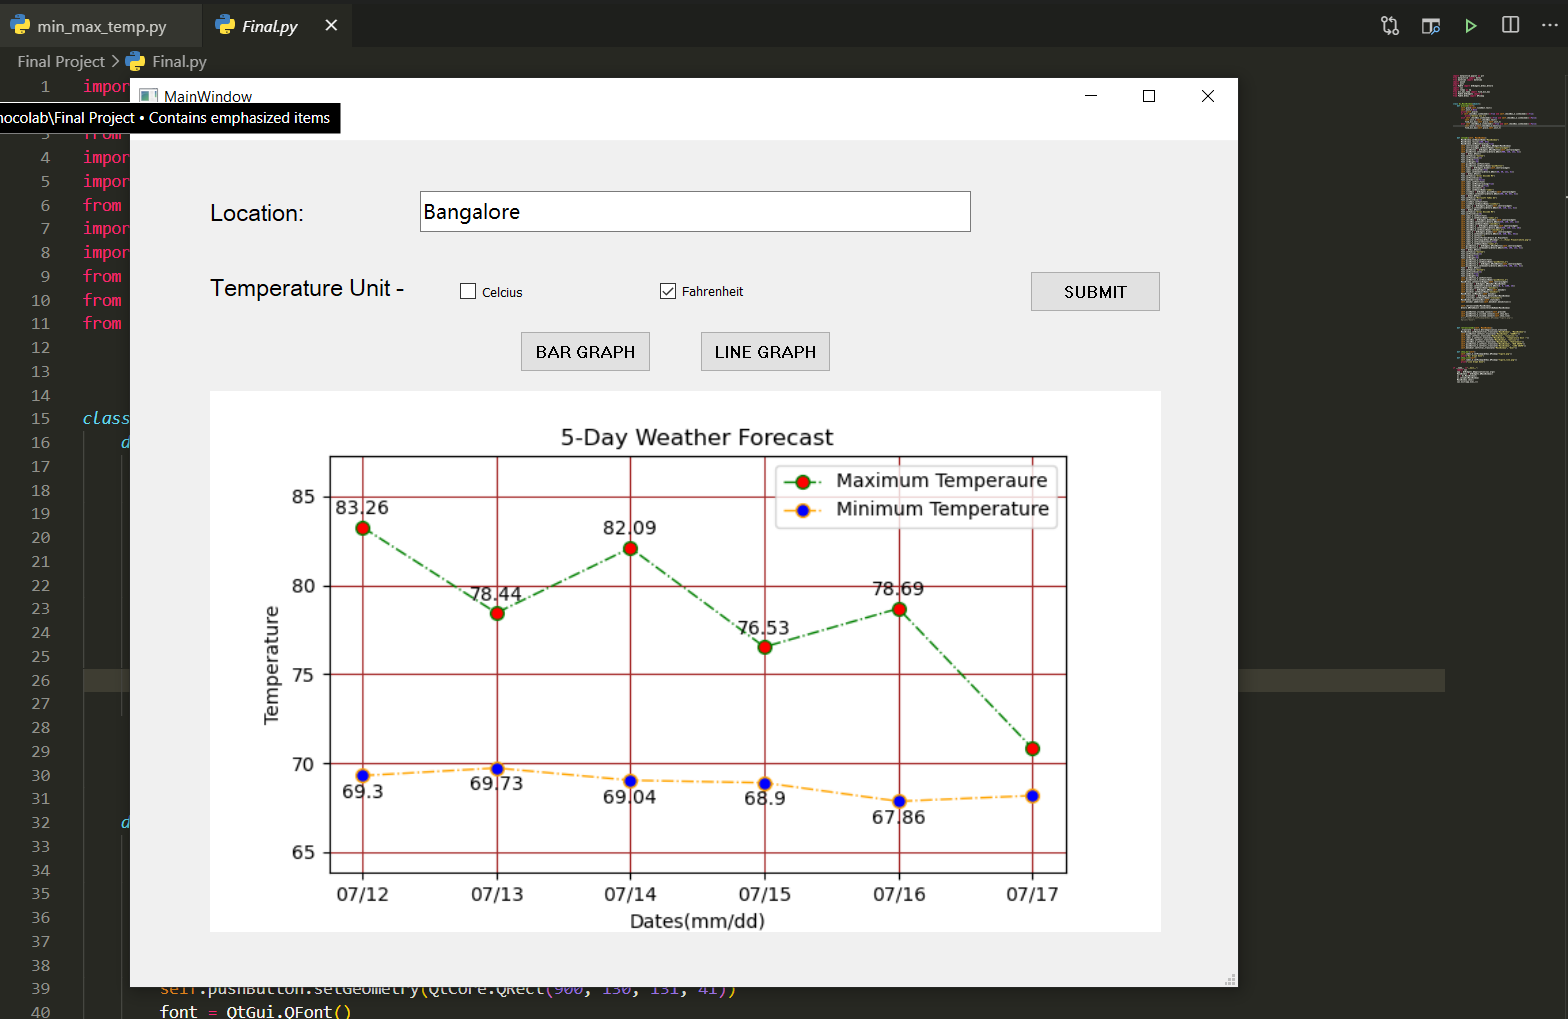 min_max_temp.py
Final.py
Final Project > Final.py
MainWindow
nocolab\Final Project • Contains emphasized items
1 impor
3 from
4 impor
5 impor
6 from
7 impor
8 impor
9 from
10 from
11 from
12
13
14
15 class
16 d
17
18
19
20
21
22
23
24
25
26
27
28
29
30
31
32 d
33
34
35
36
37
38
39 self.pushButton.setGeometry(QtCore.QRect(900, 130, 131, 41))
40 font = QtGui.QFont()
Location:
Bangalore
Temperature Unit -
Celcius
Fahrenheit
SUBMIT
BAR GRAPH
LINE GRAPH
5-Day Weather Forecast
Maximum Temperaure
Minimum Temperature
Temperature
85
80
75
70
65
83.26
78.44
82.09
76.53
78.69
69.3
69.73
69.04
68.9
67.86
07/12 07/13 07/14 07/15 07/16 07/17
Dates(mm/dd)